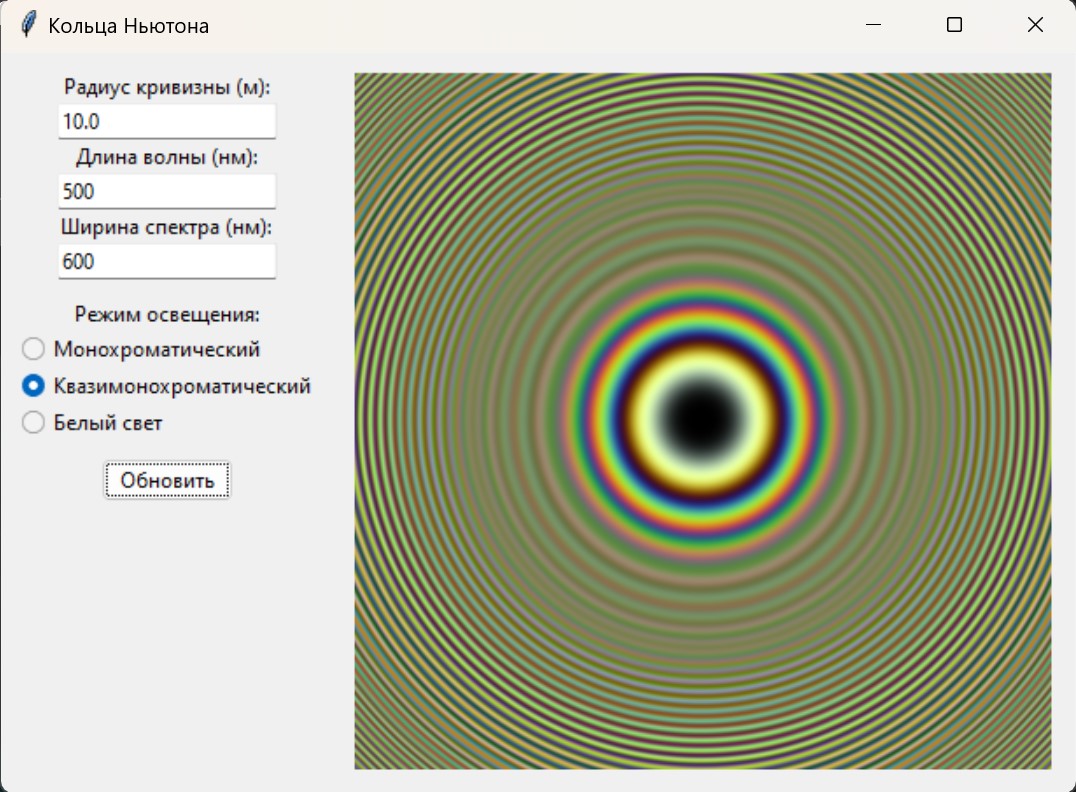 Кольца Ньютона
Радиус кривизны (м):
10.0
Длина волны (нм):
500
Ширина спектра (нм):
600
Режим освещения:
Монохроматический
Квазимонохроматический
Белый свет
Обновить